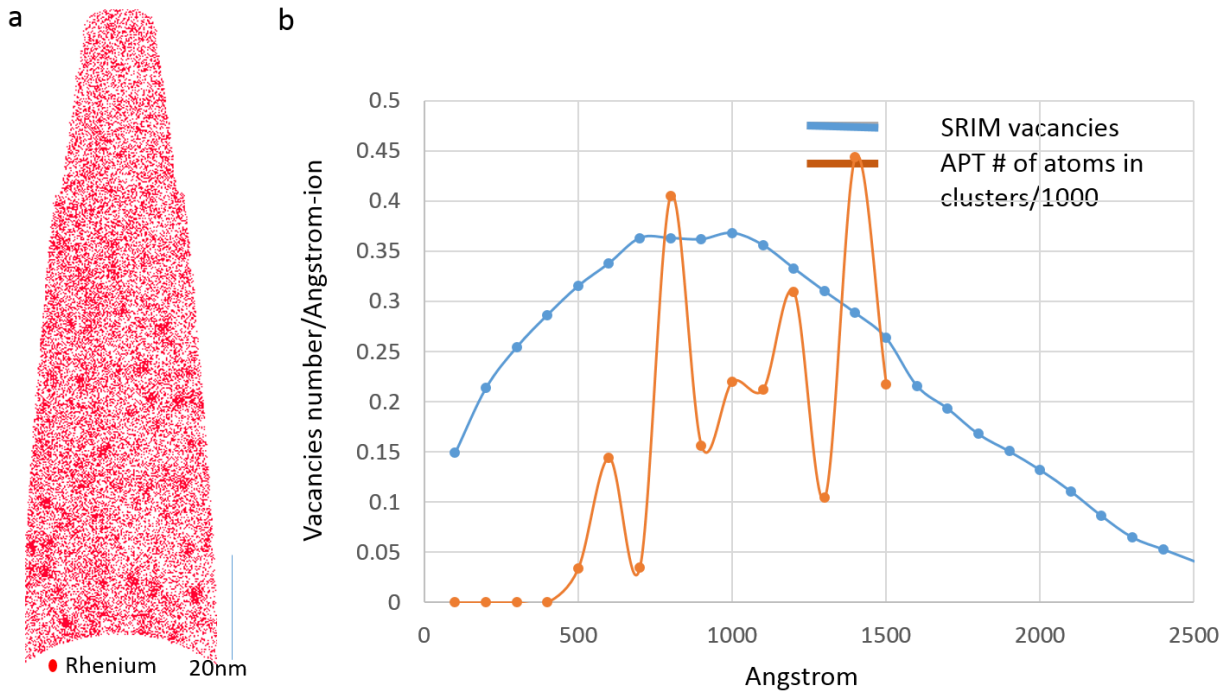 a
Rhenium
20nm
b
Vacancies number/Angstrom-ion
0.5
0.45
0.4
0.35
0.3
0.25
0.2
0.15
0.1
0.05
0
SRIM vacancies
APT # of atoms in
clusters/1000
0 500 1000 1500 2000 2500
Angstrom